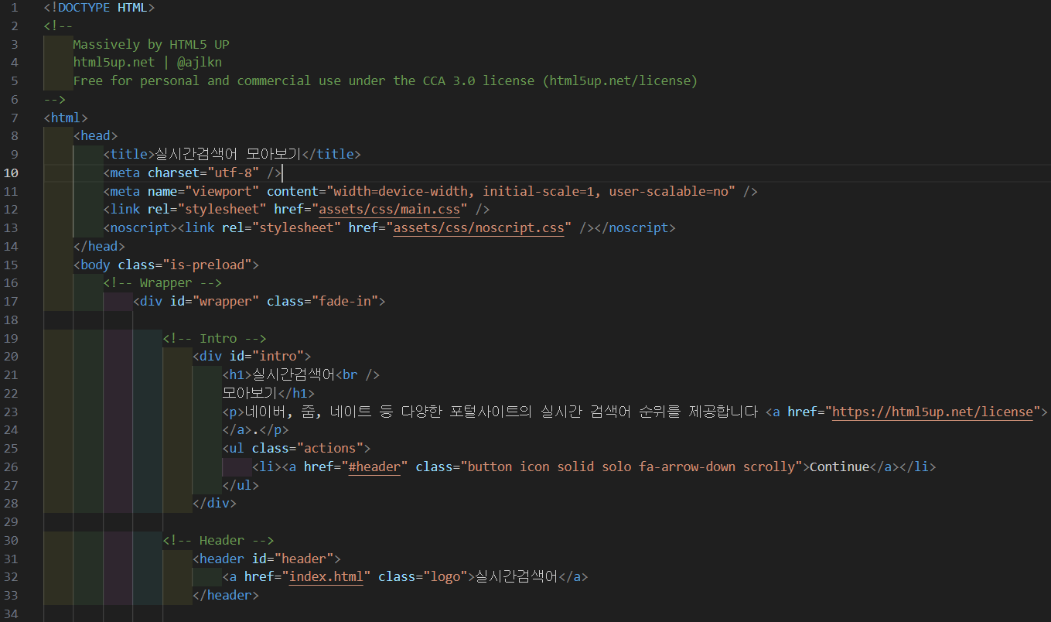 1 <!DOCTYPE HTML>
2 <!--
3 Massively by HTML5 UP
4 html5up.net | @ajlkn
5 Free for personal and commercial use under the CCA 3.0 license (html5up.net/license)
6 -->
7 <html>
8 <head>
9 <title>실시간검색어 모아보기</title>
10 <meta charset="utf-8" />
11 <meta name="viewport" content="width=device-width, initial-scale=1, user-scalable=no" />
12 <link rel="stylesheet" href="assets/css/main.css" />
13 <noscript><link rel="stylesheet" href="assets/css/noscript.css" /></noscript>
14 </head>
15 <body class="is-preload">
16 <!-- Wrapper -->
17 <div id="wrapper" class="fade-in">
18
19 <!-- Intro -->
20 <div id="intro">
21 <h1>실시간검색어<br />
22 모아보기</h1>
23 <p>네이버, 줌, 네이트 등 다양한 포털사이트의 실시간 검색어 순위를 제공합니다 <a href="https://html5up.net/license">
24 </a>.</p>
25 <ul class="actions">
26 <li><a href="#header" class="button icon solid solo fa-arrow-down scrolly">Continue</a></li>
27 </ul>
28 </div>
29
30 <!-- Header -->
31 <header id="header">
32 <a href="index.html" class="logo">실시간검색어</a>
33 </header>
34